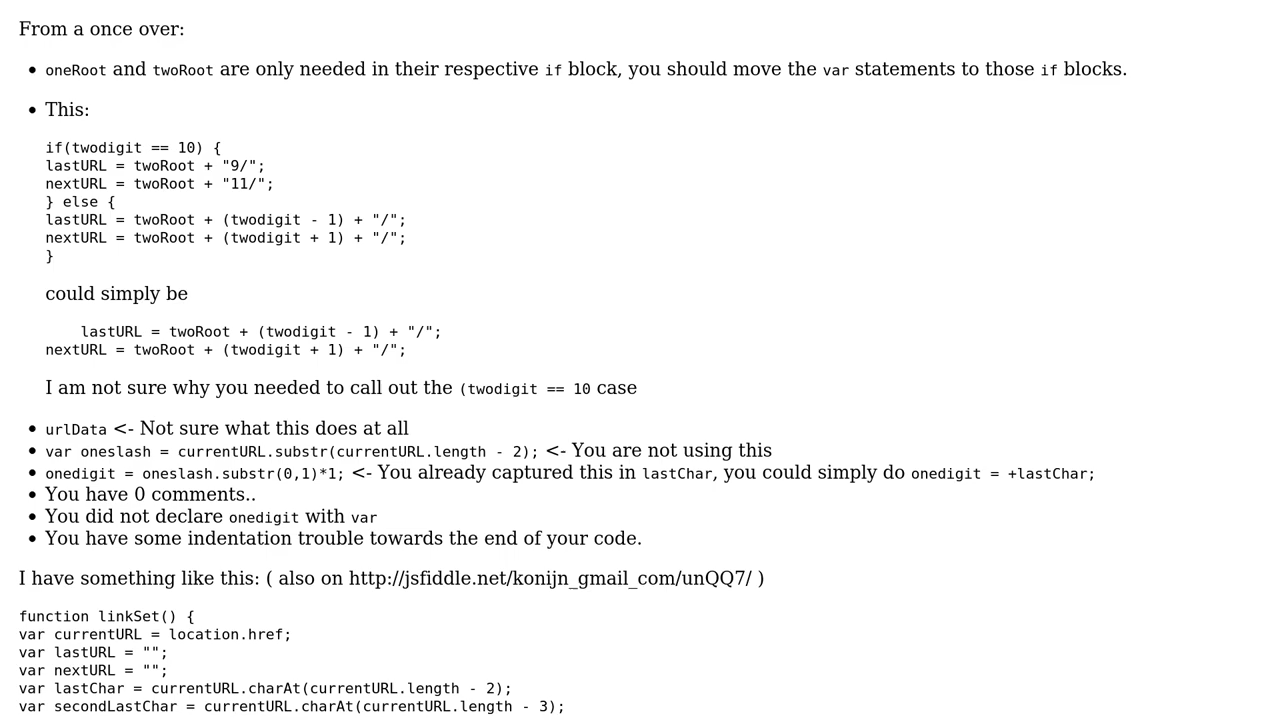 From a once over:
• oneRoot and twoRoot are only needed in their respective if block, you should move the var statements to those if blocks.
• This:
if(twodigit == 10) {
lastURL = twoRoot + "9/";
nextURL = twoRoot + "11/";
} else {
lastURL = twoRoot + (twodigit - 1) + "/";
nextURL = twoRoot + (twodigit + 1) + "/";
}
could simply be
    lastURL = twoRoot + (twodigit - 1) + "/";
nextURL = twoRoot + (twodigit + 1) + "/";
I am not sure why you needed to call out the (twodigit == 10 case
• urlData <- Not sure what this does at all
• var oneslash = currentURL.substr(currentURL.length - 2); <- You are not using this
• onedigit = oneslash.substr(0,1)*1; <- You already captured this in lastChar, you could simply do onedigit = +lastChar;
• You have 0 comments..
• You did not declare onedigit with var
• You have some indentation trouble towards the end of your code.
I have something like this: ( also on http://jsfiddle.net/konijn_gmail_com/unQQ7/ )
function linkSet() {
var currentURL = location.href;
var lastURL = "";
var nextURL = "";
var lastChar = currentURL.charAt(currentURL.length - 2);
var secondLastChar = currentURL.charAt(currentURL.length - 3);